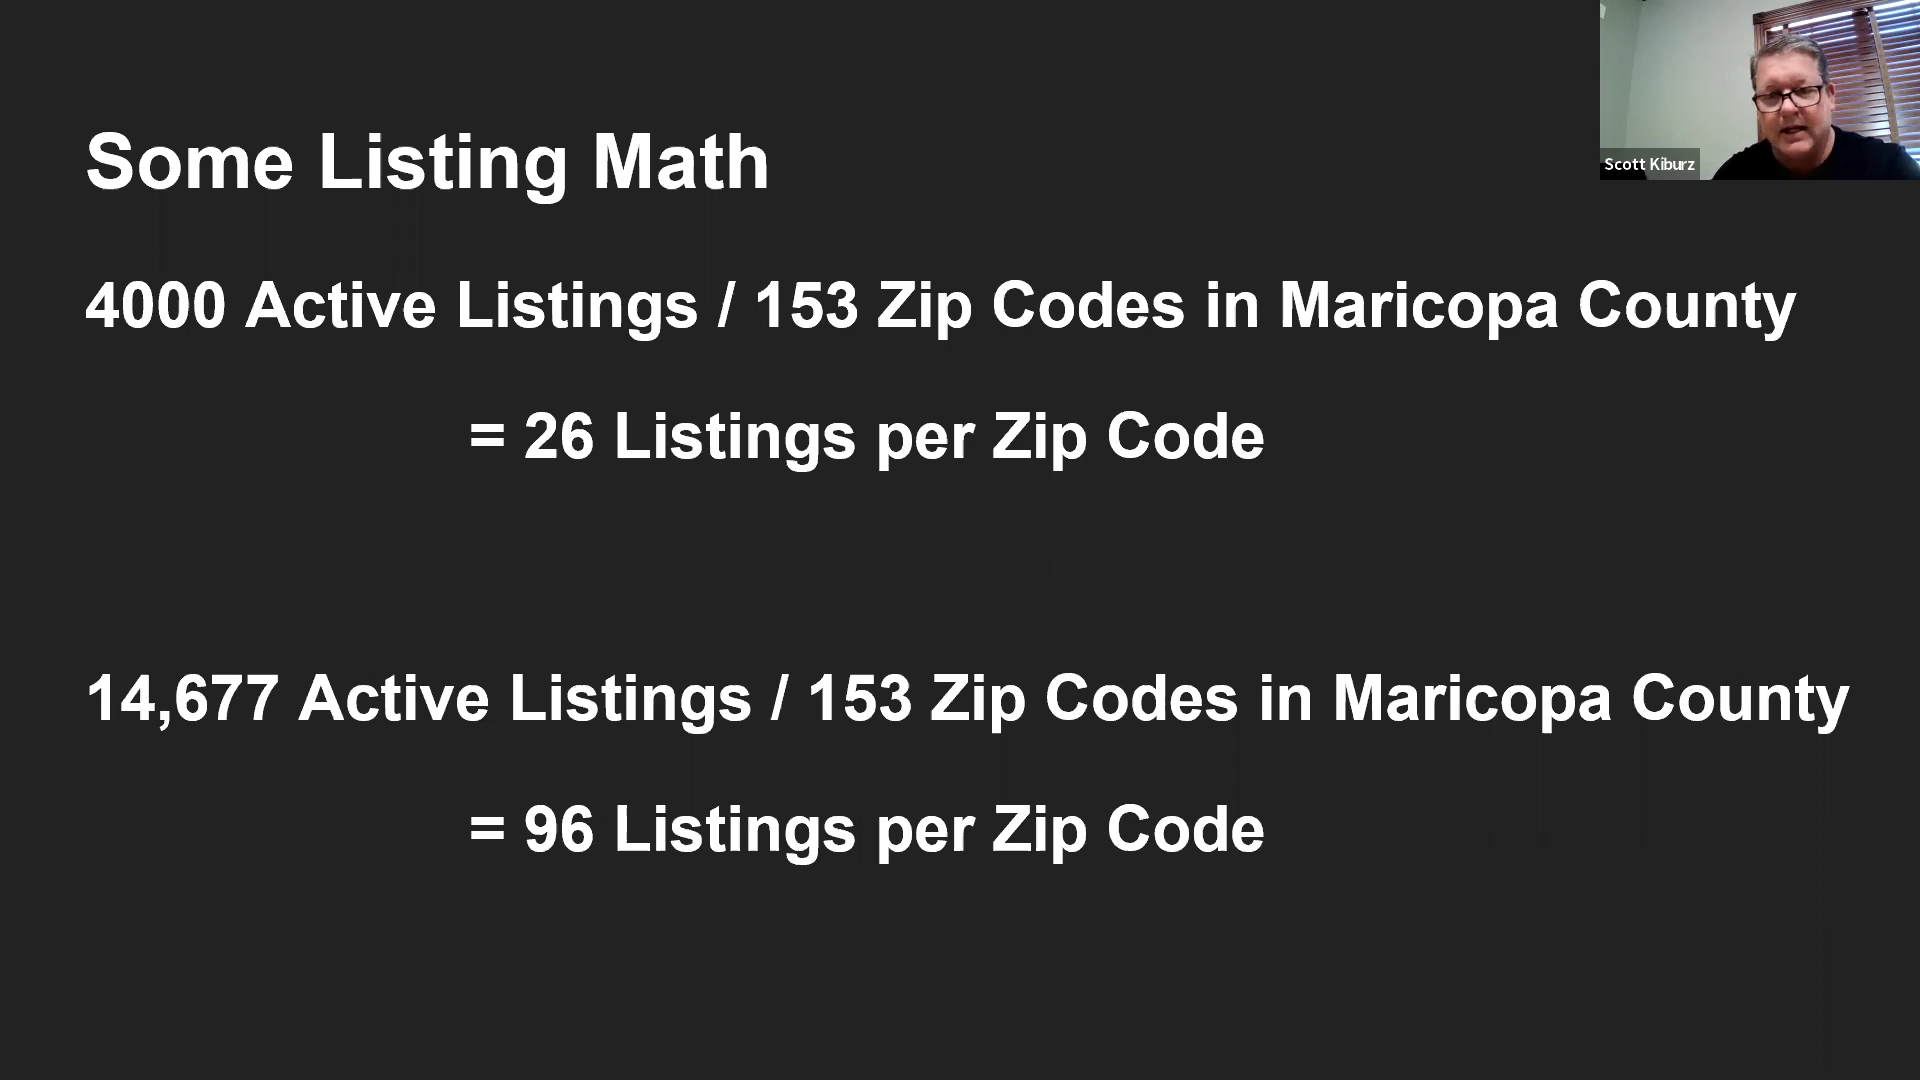 Some Listing Math
Scott Kiburz
4000 Active Listings / 153 Zip Codes in Maricopa County
= 26 Listings per Zip Code
14,677 Active Listings / 153 Zip Codes in Maricopa County
= 96 Listings per Zip Code